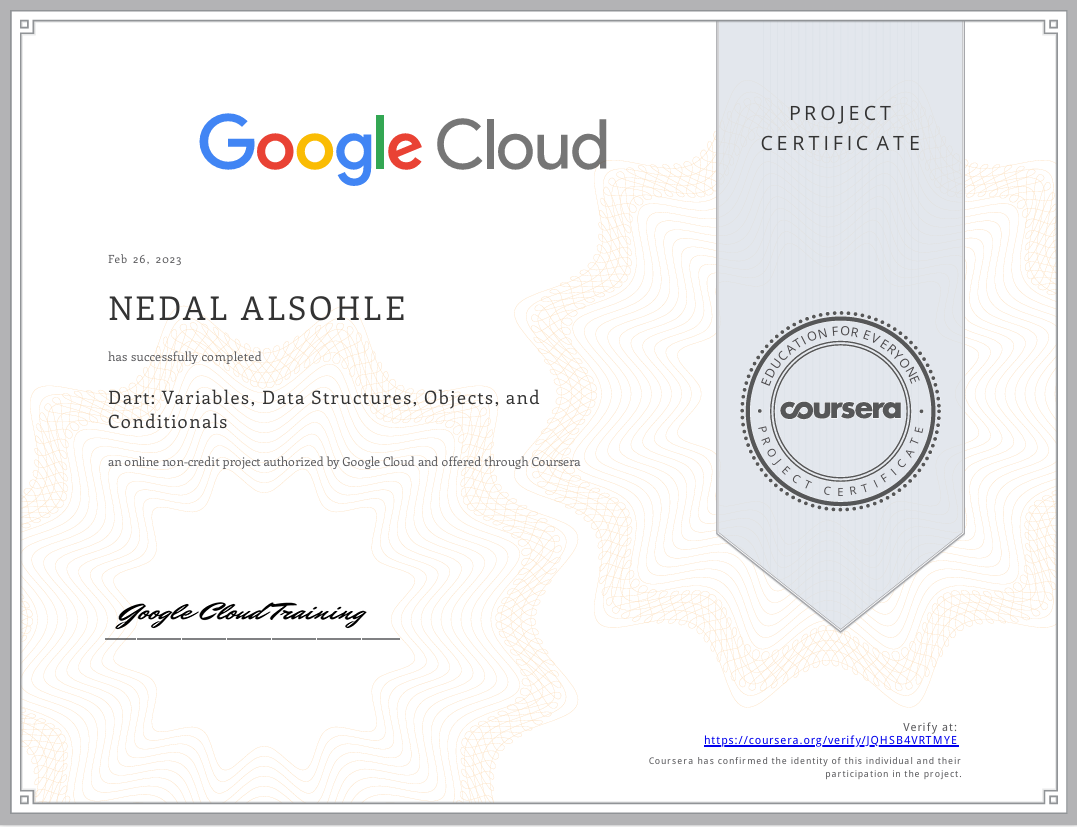 Google Cloud
PROJECT
CERTIFICATE
Feb 26, 2023
NEDAL ALSOHLE
has successfully completed
Dart: Variables, Data Structures, Objects, and
Conditionals
an online non-credit project authorized by Google Cloud and offered through Coursera
EDUCATION FOR EVERYONE
coursera
PROJECT CERTIFICATE
Google Cloud Training
Verify at:
https://coursera.org/verify/JQHSB4VRTMYE
Coursera has confirmed the identity of this individual and their
participation in the project.